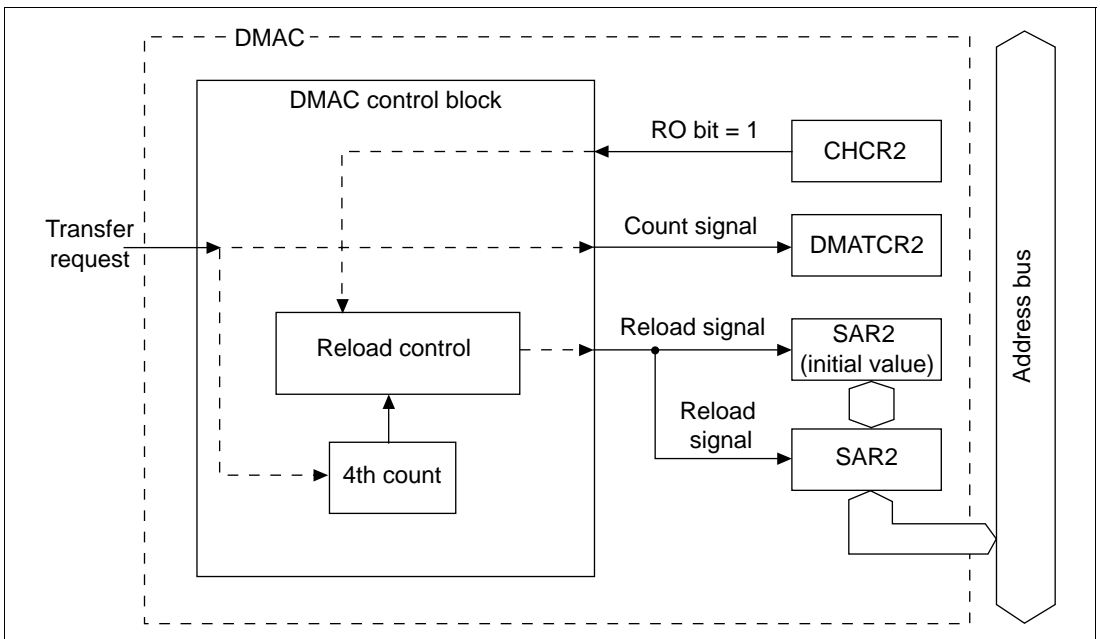 DMAC
DMAC control block
RO bit = 1
CHCR2
Transfer
request
Count signal
DMATCR2
Reload control
Reload signal
SAR2
(initial value)
Reload
signal
4th count
SAR2
Address bus